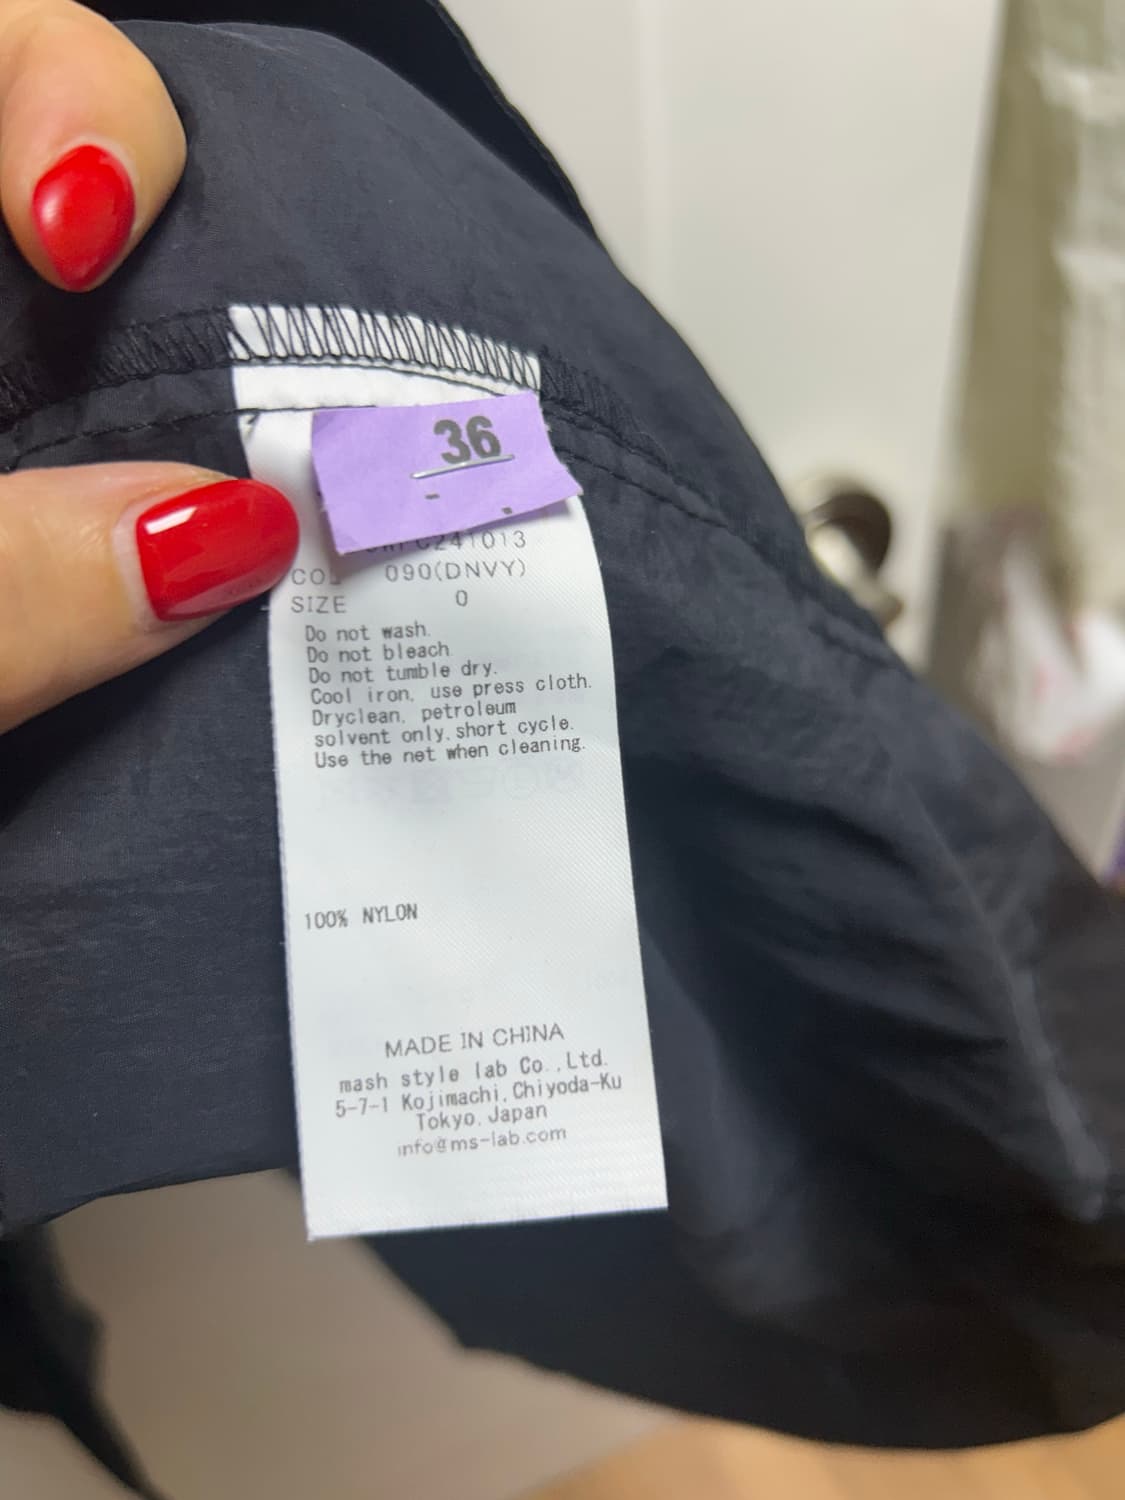 36
241013
COL 090(DNVY)
SIZE 0
Do not wash.
Do not bleach
Do not tumble dry.
Cool iron, use press cloth.
Dryclean, petroleum
solvent only, short cycle.
Use the net when cleaning.
100% NYLON
MADE IN CHINA
mash style lab Co.,Ltd.
5-7-1 Kojimachi, Chiyoda-Ku
Tokyo, Japan
info@ms-lab.com